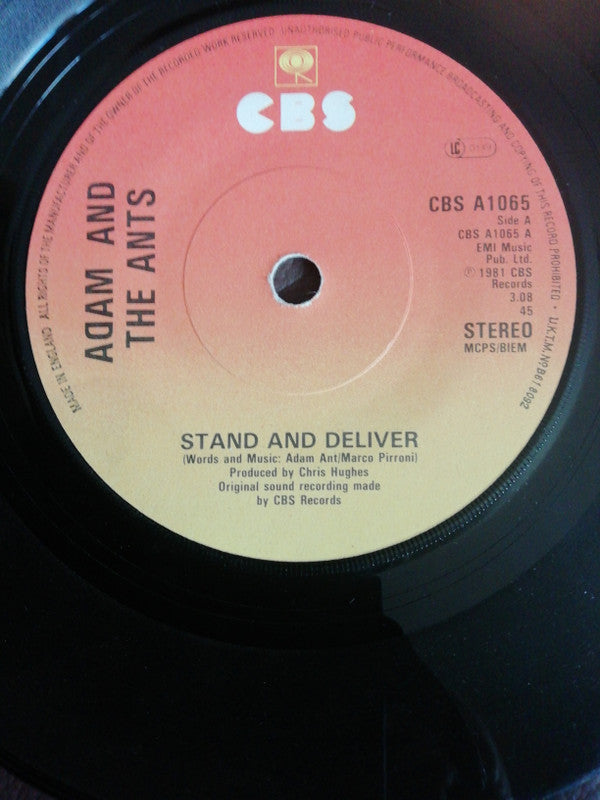 MADE IN ENGLAND ALL RIGHTS OF THE MANUFACTURER AND OF THE OWNER OF THE RECORDED WORK RESERVED UNAUTHORISED PUBLIC PERFORMANCE BROADCASTING AND COPYING OF THIS RECORD PROHIBITED • U.K.T.M.Nº.B618092
CBS
LC
ADAM AND
THE ANTS
CBS A1065
Side A
CBS A1065 A
EMI Music
Pub. Ltd.
℗ 1981 CBS
Records
3.08
45
STEREO
MCPS/BIEM
STAND AND DELIVER
(Words and Music: Adam Ant/Marco Pirroni)
Produced by Chris Hughes
Original sound recording made
by CBS Records